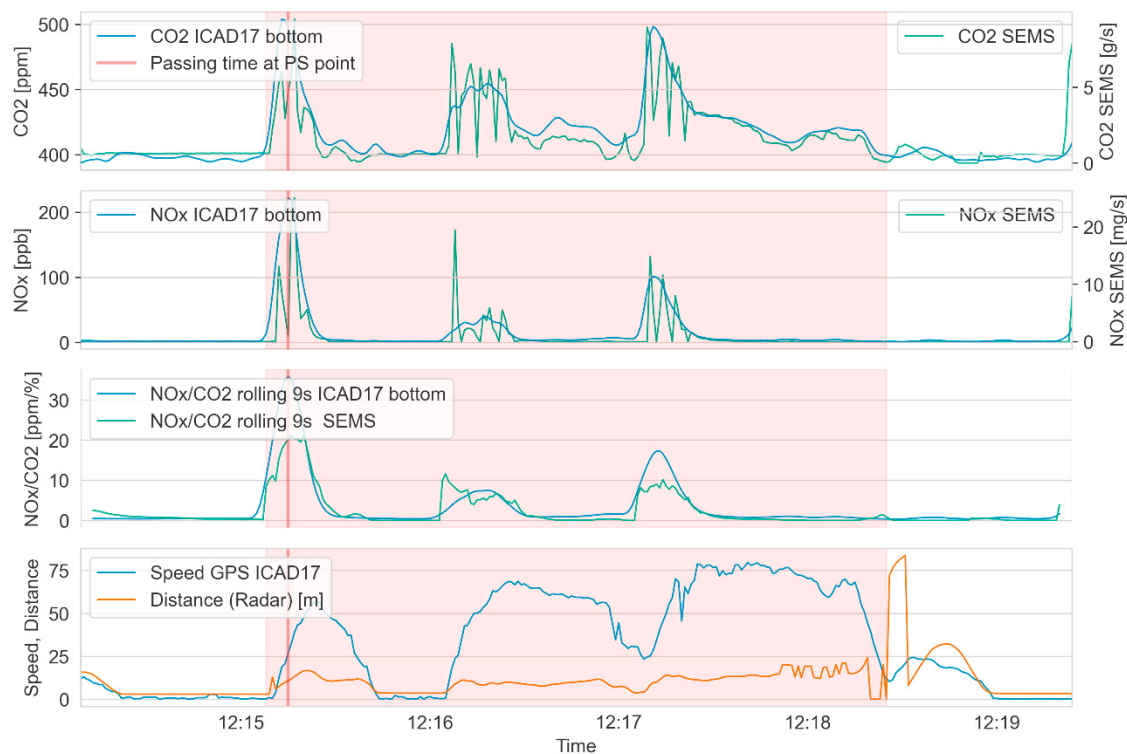 CO2 ICAD17 bottom
Passing time at PS point
CO2 SEMS
500
450
400
CO2 [ppm]
5
0
CO2 SEMS [g/s]
NOx ICAD17 bottom
NOx SEMS
200
100
0
NOx [ppb]
20
10
0
NOx SEMS [mg/s]
NOx/CO2 rolling 9s ICAD17 bottom
NOx/CO2 rolling 9s SEMS
30
20
10
0
NOx/CO2 [ppm/%]
Speed GPS ICAD17
Distance (Radar) [m]
75
50
25
0
Speed, Distance
12:15 12:16 12:17 12:18 12:19
Time